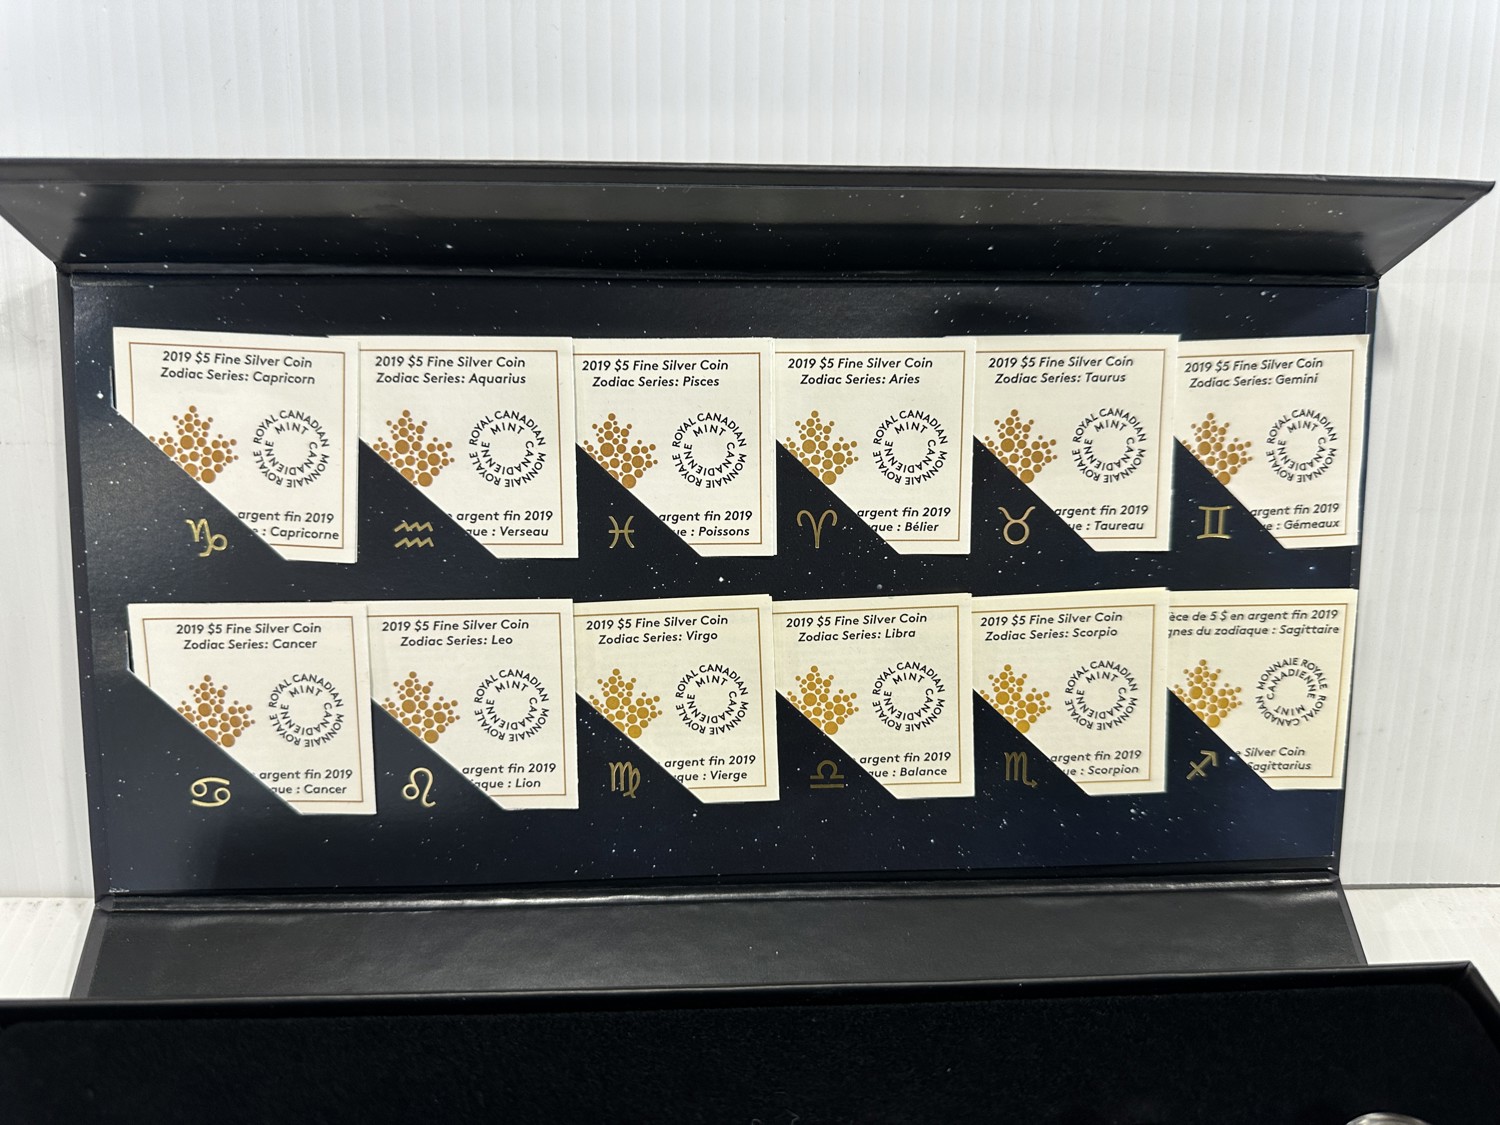 2019 $5 Fine Silver Coin
Zodiac Series: Capricorn
ROYAL CANADIAN MINT
MONNAIE ROYALE CANADIENNE
argent fin 2019
: Capricorne
2019 $5 Fine Silver Coin
Zodiac Series: Aquarius
ROYAL CANADIAN MINT
MONNAIE ROYALE CANADIENNE
argent fin 2019
que : Verseau
2019 $5 Fine Silver Coin
Zodiac Series: Pisces
ROYAL CANADIAN MINT
MONNAIE ROYALE CANADIENNE
argent fin 2019
: Poissons
2019 $5 Fine Silver Coin
Zodiac Series: Aries
ROYAL CANADIAN MINT
MONNAIE ROYALE CANADIENNE
argent fin 2019
que : Bélier
2019 $5 Fine Silver Coin
Zodiac Series: Taurus
ROYAL CANADIAN MINT
MONNAIE ROYALE CANADIENNE
argent fin 2019
ue : Taureau
2019 $5 Fine Silver Coin
Zodiac Series: Gemini
ROYAL CANADIAN MINT
MONNAIE ROYALE CANADIENNE
argent fin 2019
: Gémeaux
2019 $5 Fine Silver Coin
Zodiac Series: Cancer
ROYAL CANADIAN MINT
MONNAIE ROYALE CANADIENNE
argent fin 2019
que : Cancer
2019 $5 Fine Silver Coin
Zodiac Series: Leo
ROYAL CANADIAN MINT
MONNAIE ROYALE CANADIENNE
argent fin 2019
aque : Lion
2019 $5 Fine Silver Coin
Zodiac Series: Virgo
ROYAL CANADIAN MINT
MONNAIE ROYALE CANADIENNE
argent fin 2019
que : Vierge
2019 $5 Fine Silver Coin
Zodiac Series: Libra
ROYAL CANADIAN MINT
MONNAIE ROYALE CANADIENNE
argent fin 2019
que : Balance
2019 $5 Fine Silver Coin
Zodiac Series: Scorpio
ROYAL CANADIAN MINT
MONNAIE ROYALE CANADIENNE
argent fin 2019
ue : Scorpion
èce de 5 $ en argent fin 2019
gnes du zodiaque : Sagittaire
MONNAIE ROYALE CANADIENNE
ROYAL CANADIAN MINT
e Silver Coin
Sagittarius